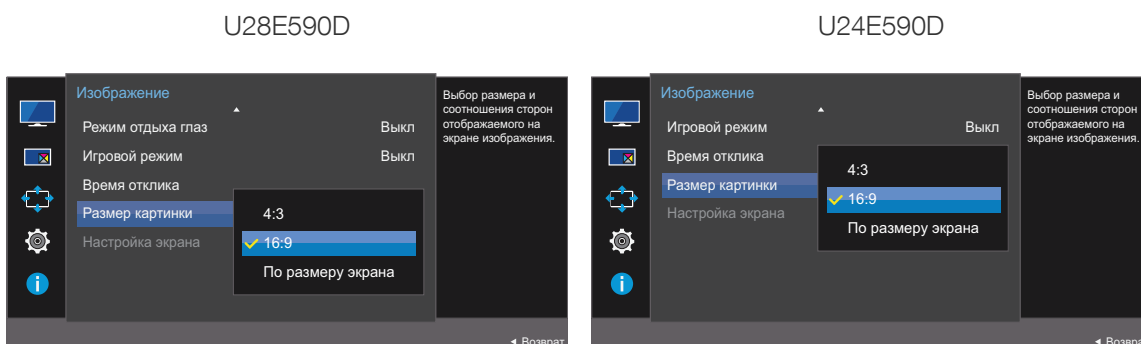 U28E590D
Изображение
Режим отдыха глаз Выкл
Игровой режим Выкл
Время отклика
Размер картинки
Настройка экрана
4:3
16:9
По размеру экрана
Выбор размера и
соотношения сторон
отображаемого на
экране изображения.
Возврат
U24E590D
Изображение
Игровой режим Выкл
Время отклика
Размер картинки
Настройка экрана
4:3
16:9
По размеру экрана
Выбор размера и
соотношения сторон
отображаемого на
экране изображения.
Возврат